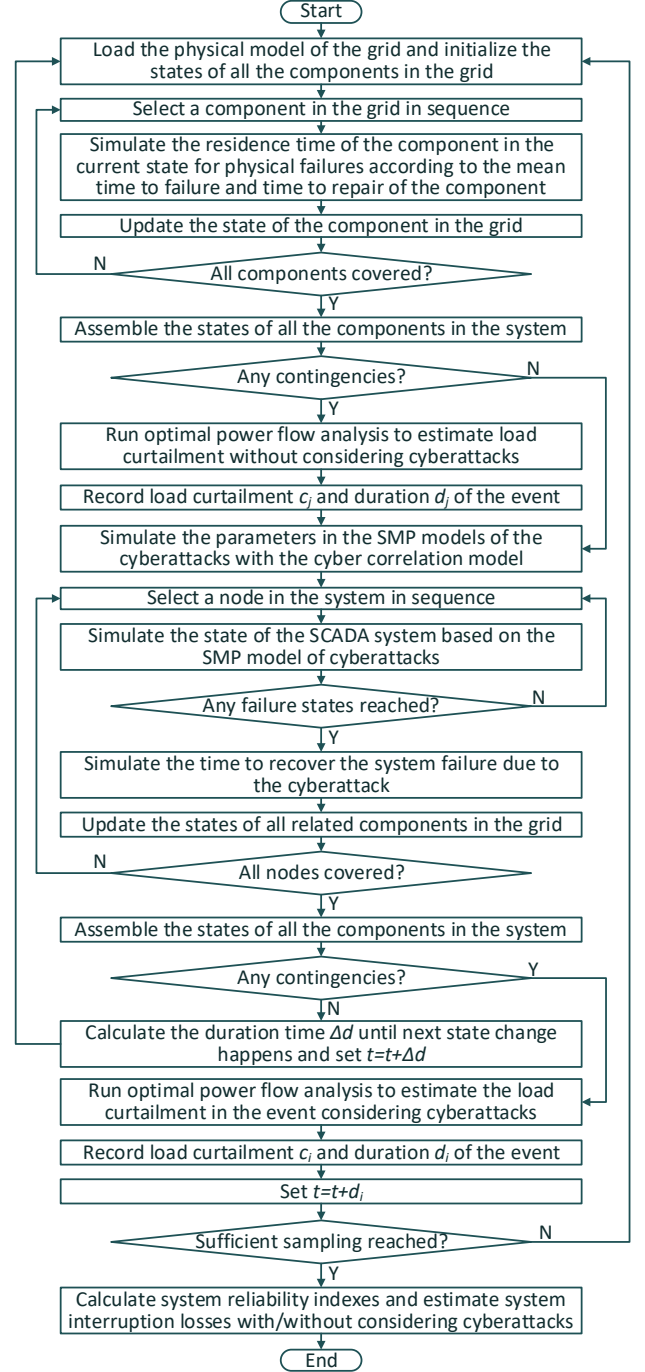 Start
Load the physical model of the grid and initialize the
states of all the components in the grid
Select a component in the grid in sequence
Simulate the residence time of the component in the
current state for physical failures according to the mean
time to failure and time to repair of the component
Update the state of the component in the grid
N
All components covered?
Y
Assemble the states of all the components in the system
Any contingencies?
N
Y
Run optimal power flow analysis to estimate load
curtailment without considering cyberattacks
Record load curtailment cj and duration dj of the event
Simulate the parameters in the SMP models of the
cyberattacks with the cyber correlation model
Select a node in the system in sequence
Simulate the state of the SCADA system based on the
SMP model of cyberattacks
Any failure states reached?
N
Y
Simulate the time to recover the system failure due to
the cyberattack
Update the states of all related components in the grid
N
All nodes covered?
Y
Assemble the states of all the components in the system
Any contingencies?
Y
N
Calculate the duration time Δd until next state change
happens and set t=t+Δd
Run optimal power flow analysis to estimate the load
curtailment in the event considering cyberattacks
Record load curtailment ci and duration di of the event
Set t=t+di
Sufficient sampling reached?
N
Y
Calculate system reliability indexes and estimate system
interruption losses with/without considering cyberattacks
End